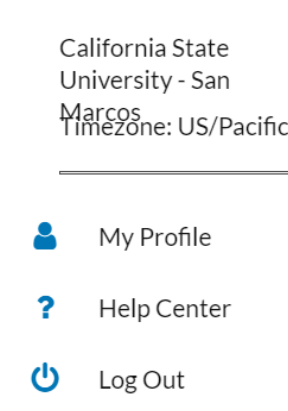 California State
University - San
Marcos
Timezone: US/Pacific
My Profile
? Help Center
Log Out